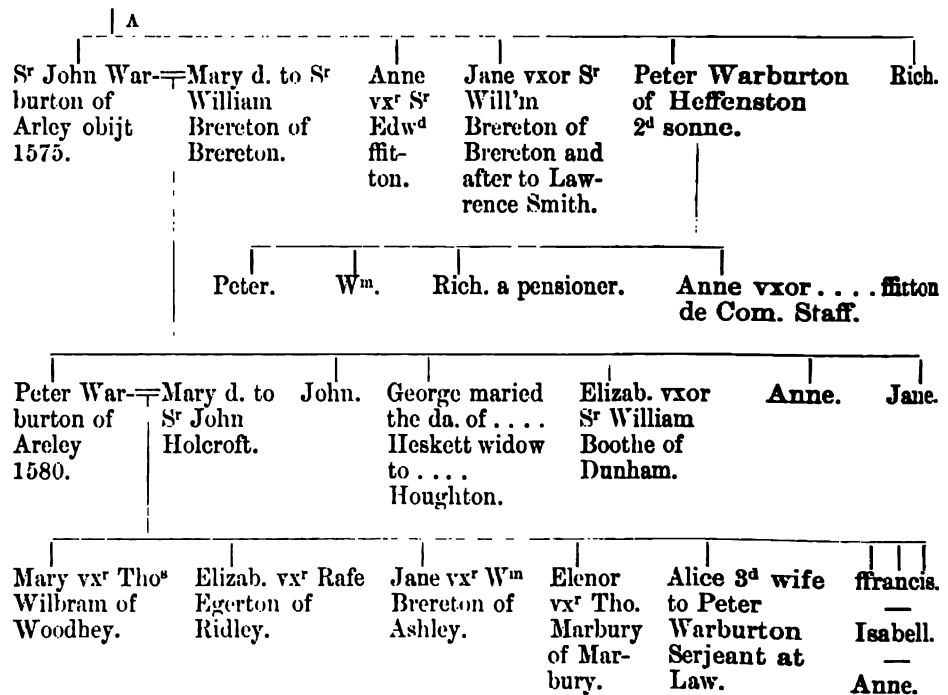 A
Sʳ John War-
burton of
Arley obijt
1575.
Mary d. to Sʳ
William
Brereton of
Brereton.
Anne
vxʳ Sʳ
Edwᵈ
ffit-
ton.
Jane vxor Sʳ
Will'm
Brereton of
Brereton and
after to Law-
rence Smith.
Peter Warburton
of Heffenston
2ᵈ sonne.
Rich.
Peter.
Wᵐ.
Rich. a pensioner.
Anne vxor . . . . ffitton
de Com. Staff.
Peter War-
burton of
Areley
1580.
Mary d. to
Sʳ John
Holcroft.
John.
George maried
the da. of . . . .
Heskett widow
to . . . .
Houghton.
Elizab. vxor
Sʳ William
Boothe of
Dunham.
Anne.
Jane.
Mary vxʳ Thoˢ
Wilbram of
Woodhey.
Elizab. vxʳ Rafe
Egerton of
Ridley.
Jane vxʳ Wᵐ
Brereton of
Ashley.
Elenor
vxʳ Tho.
Marbury
of Mar-
bury.
Alice 3ᵈ wife
to Peter
Warburton
Serjeant at
Law.
ffrancis.
—
Isabell.
—
Anne.